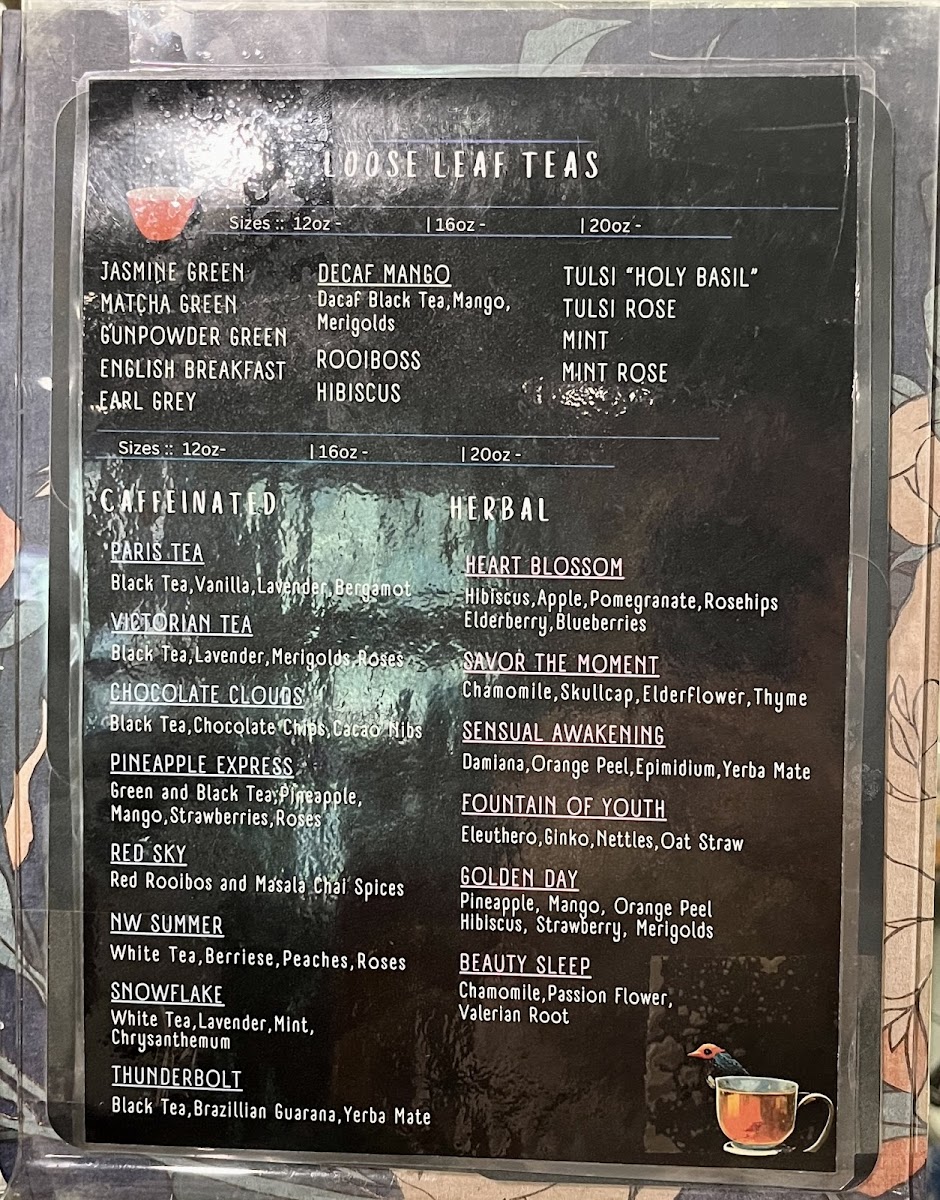 LOOSE LEAF TEAS
Sizes :: 12oz - | 16oz - | 20oz -
JASMINE GREEN
MATCHA GREEN
GUNPOWDER GREEN
ENGLISH BREAKFAST
EARL GREY
DECAF MANGO
Dacaf Black Tea,Mango,
Merigolds
ROOIBOSS
HIBISCUS
TULSI “HOLY BASIL”
TULSI ROSE
MINT
MINT ROSE
Sizes :: 12oz- | 16oz - | 20oz -
CAFFEINATED
PARIS TEA
Black Tea,Vanilla,Lavender,Bergamot
VICTORIAN TEA
Black Tea,Lavender,Merigolds,Roses
CHOCOLATE CLOUDS
Black Tea,Chocolate Chips,Cacao Nibs
PINEAPPLE EXPRESS
Green and Black Tea,Pineapple,
Mango,Strawberries,Roses
RED SKY
Red Rooibos and Masala Chai Spices
NW SUMMER
White Tea,Berriese,Peaches,Roses
SNOWFLAKE
White Tea,Lavender,Mint,
Chrysanthemum
THUNDERBOLT
Black Tea,Brazillian Guarana,Yerba Mate
HERBAL
HEART BLOSSOM
Hibiscus,Apple,Pomegranate,Rosehips
Elderberry,Blueberries
SAVOR THE MOMENT
Chamomile,Skullcap,Elderflower,Thyme
SENSUAL AWAKENING
Damiana,Orange Peel,Epimidium,Yerba Mate
FOUNTAIN OF YOUTH
Eleuthero,Ginko,Nettles,Oat Straw
GOLDEN DAY
Pineapple, Mango, Orange Peel
Hibiscus, Strawberry, Merigolds
BEAUTY SLEEP
Chamomile,Passion Flower,
Valerian Root